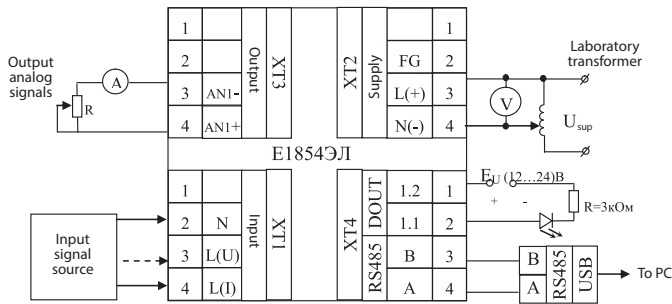 Output
analog
signals
A
R
1
2
3
4
AN1-
AN1+
Output
XT3
XT2
Supply
FG
L(+)
N(-)
1
2
3
4
V
Laboratory
transformer
U sup
E1854ЭЛ
Input
signal
source
1
2
3
4
N
L(U)
L(I)
Input
XT1
XT4
DOUT
RS485
1.2
1.1
B
A
1
2
3
4
EU (12...24)В
+ -
R=3кОм
B
A
RS485
USB
To PC